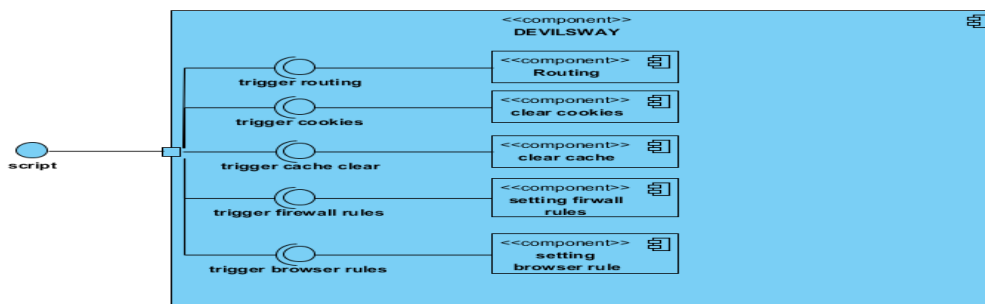 <<component>>
DEVILSWAY
<<component>>
Routing
trigger routing
<<component>>
clear cookies
trigger cookies
<<component>>
clear cache
script
trigger cache clear
<<component>>
setting firwall
rules
trigger firewall rules
<<component>>
setting
browser rule
trigger browser rules